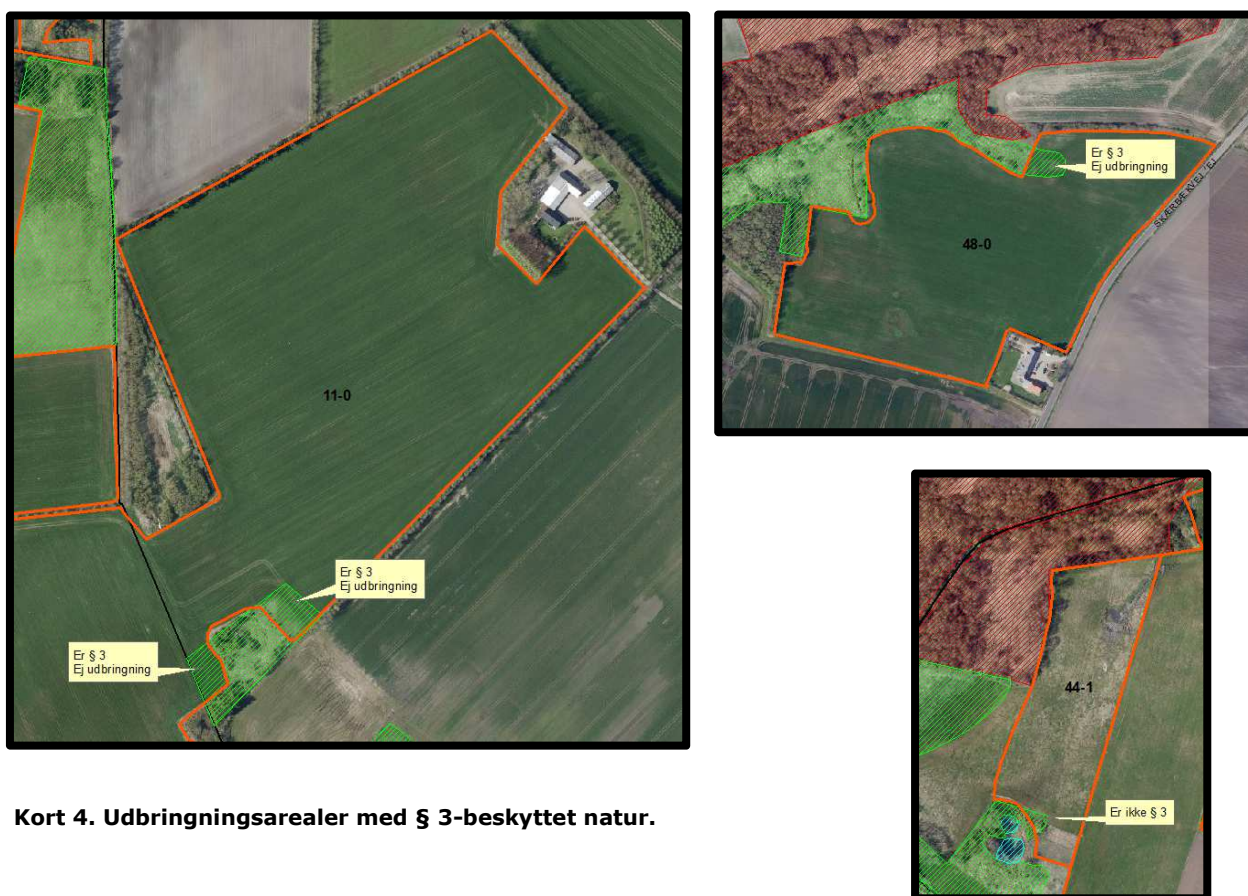 11-0
Er § 3
Ej udbringning
Er § 3
Ej udbringning
Er § 3
Ej udbringning
48-0
SKÆRBÆKVEJ
44-1
Er ikke § 3
Kort 4. Udbringningsarealer med § 3-beskyttet natur.